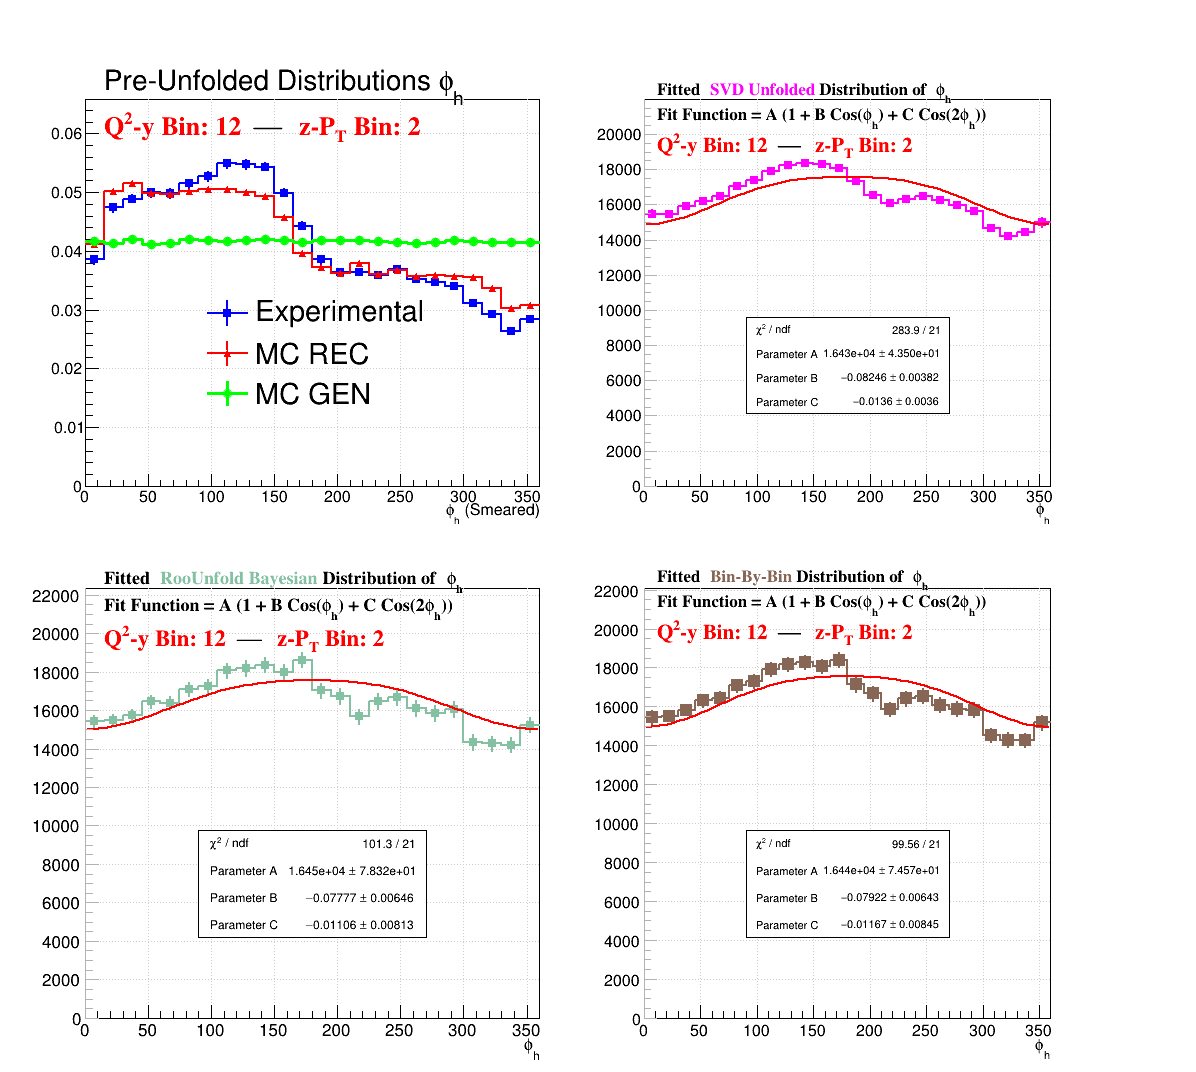 Pre-Unfolded Distributions ϕh
Q2-y Bin: 12 — z-PT Bin: 2
0.06
0.05
0.04
0.03
0.02
0.01
0
Experimental
MC REC
MC GEN
0 50 100 150 200 250 300 350
ϕh (Smeared)
Fitted SVD Unfolded Distribution of ϕh
Fit Function = A (1 + B Cos(ϕh) + C Cos(2ϕh))
Q2-y Bin: 12 — z-PT Bin: 2
20000
18000
16000
14000
12000
10000
8000
6000
4000
2000
0
χ2 / ndf 283.9 / 21
Parameter A 1.643e+04 ± 4.350e+01
Parameter B −0.08246 ± 0.00382
Parameter C −0.0136 ± 0.0036
0 50 100 150 200 250 300 350
ϕh
Fitted RooUnfold Bayesian Distribution of ϕh
Fit Function = A (1 + B Cos(ϕh) + C Cos(2ϕh))
Q2-y Bin: 12 — z-PT Bin: 2
22000
20000
18000
16000
14000
12000
10000
8000
6000
4000
2000
0
χ2 / ndf 101.3 / 21
Parameter A 1.645e+04 ± 7.832e+01
Parameter B −0.07777 ± 0.00646
Parameter C −0.01106 ± 0.00813
0 50 100 150 200 250 300 350
ϕh
Fitted Bin-By-Bin Distribution of ϕh
Fit Function = A (1 + B Cos(ϕh) + C Cos(2ϕh))
Q2-y Bin: 12 — z-PT Bin: 2
22000
20000
18000
16000
14000
12000
10000
8000
6000
4000
2000
0
χ2 / ndf 99.56 / 21
Parameter A 1.644e+04 ± 7.457e+01
Parameter B −0.07922 ± 0.00643
Parameter C −0.01167 ± 0.00845
0 50 100 150 200 250 300 350
ϕh